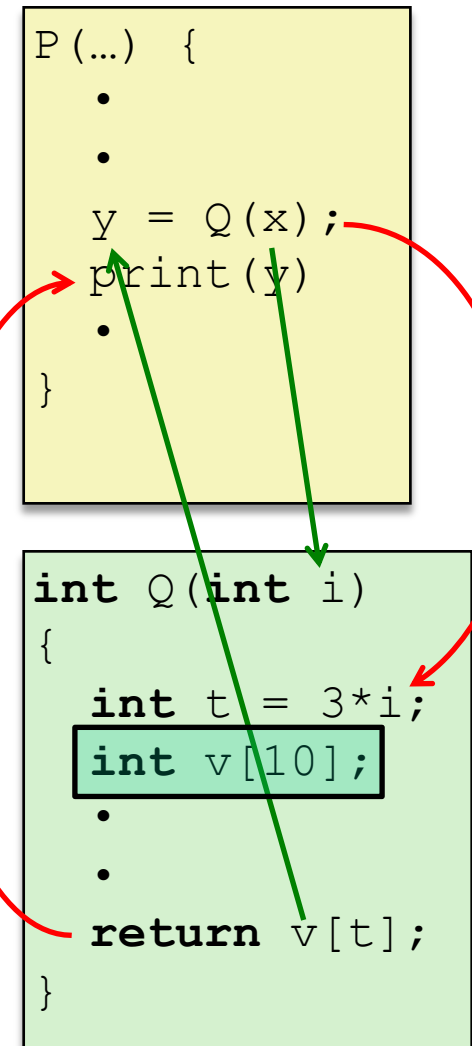 P(…) {
•
•
y = Q(x);
print(y)
•
}
int Q(int i)
{
int t = 3*i;
int v[10];
•
•
return v[t];
}